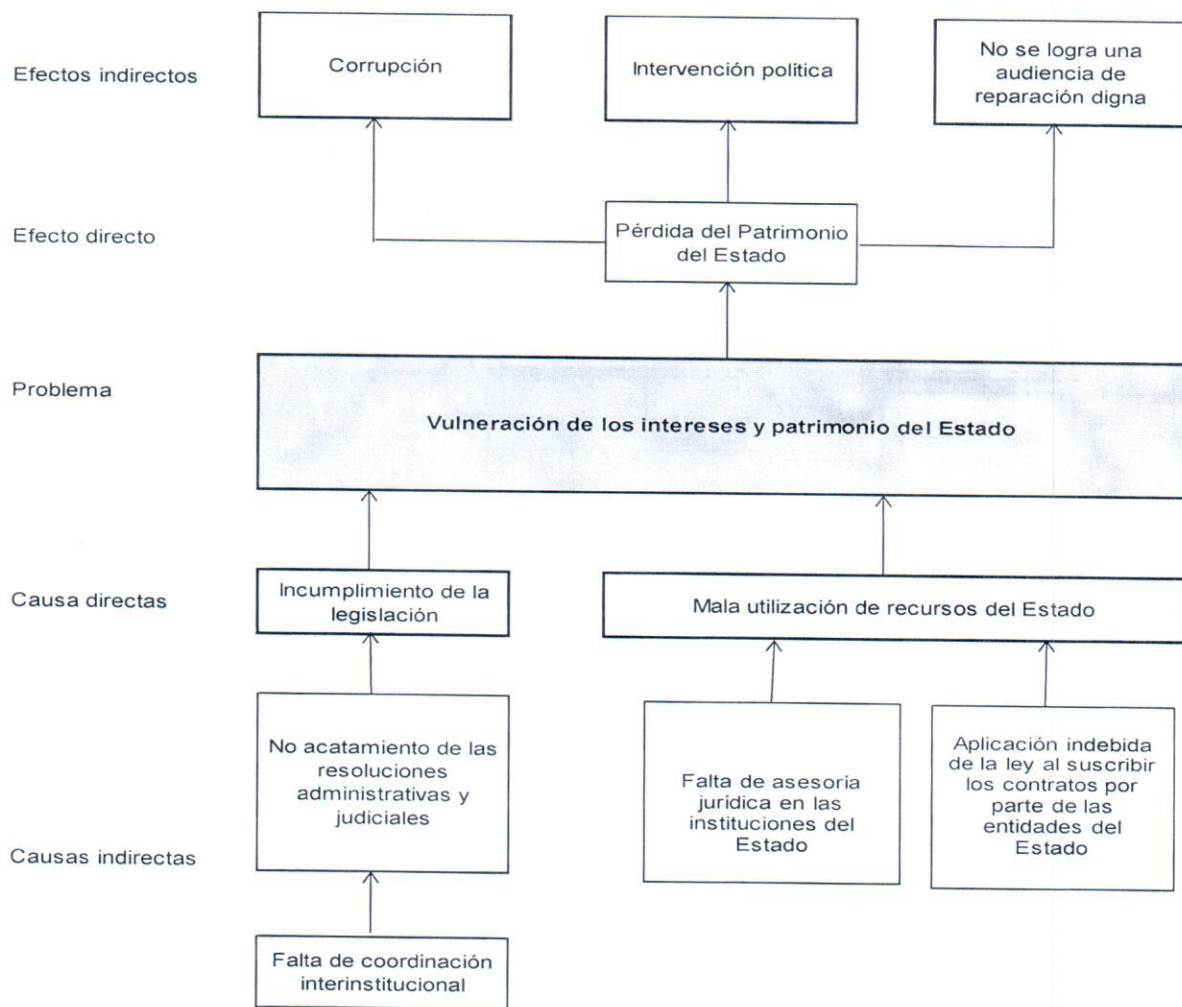 Efectos indirectos
Corrupción
Intervención política
No se logra una
audiencia de
reparación digna
Efecto directo
Pérdida del Patrimonio
del Estado
Problema
Vulneración de los intereses y patrimonio del Estado
Causa directas
Incumplimiento de la
legislación
Mala utilización de recursos del Estado
Causas indirectas
No acatamiento de las
resoluciones
administrativas y
judiciales
Falta de asesoría
jurídica en las
instituciones del
Estado
Aplicación indebida
de la ley al suscribir
los contratos por
parte de las
entidades del
Estado
Falta de coordinación
interinstitucional